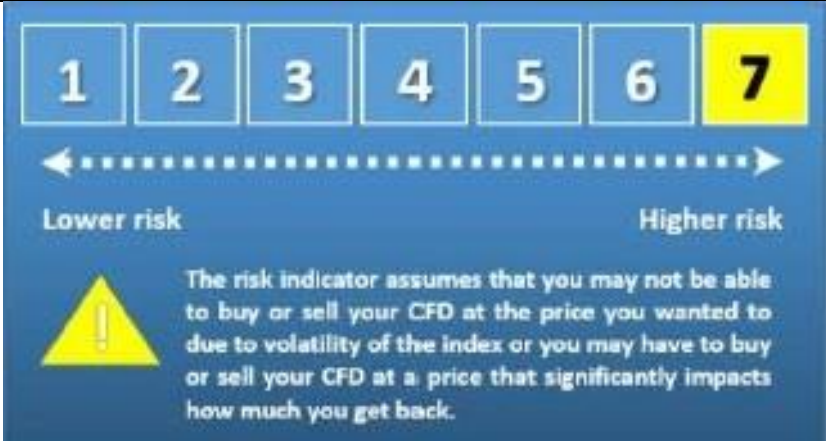 1 2 3 4 5 6 7
Lower risk Higher risk
!
The risk indicator assumes that you may not be able
to buy or sell your CFD at the price you wanted to
due to volatility of the index or you may have to buy
or sell your CFD at a price that significantly impacts
how much you get back.